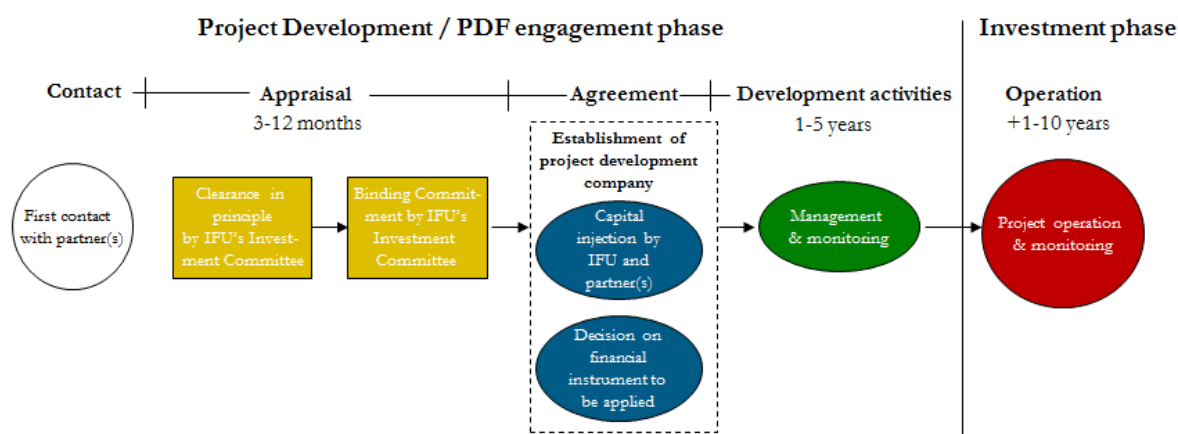 Project Development / PDF engagement phase
Investment phase
Contact
Appraisal
3-12 months
Agreement
Development activities
1-5 years
Operation
+1-10 years
First contact
with partner(s)
Clearance in
principle
by IFU's Invest-
ment Committee
Binding Commit-
ment by IFU's
Investment
Committee
Establishment of
project development
company
Capital
injection by
IFU and
partner(s)
Decision on
financial
instrument to
be applied
Management
& monitoring
Project operation
& monitoring